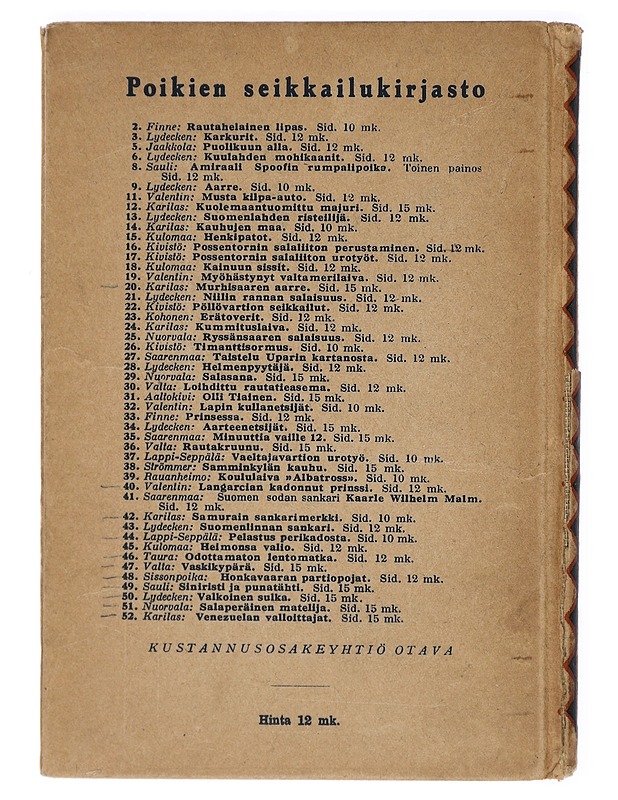 Poikien seikkailukirjasto
2. Finne: Rautahelainen lipas. Sid. 10 mk.
3. Lydecken: Karkurit. Sid. 12 mk.
5. Jaakkola: Puolikuun alla. Sid. 12 mk.
6. Lydecken: Kuulahden mohikaanit. Sid. 12 mk.
8. Sauli: Amiraali Spoofin rumpalipoika. Toinen painos
Sid. 12 mk.
9. Lydecken: Aarre. Sid. 10 mk.
11. Valentin: Musta kilpa-auto. Sid. 12 mk.
12. Karilas: Kuolemaantuomittu majuri. Sid. 15 mk.
13. Lydecken: Suomenlahden risteilijä. Sid. 12 mk.
14. Karilas: Kauhujen maa. Sid. 10 mk.
15. Kulomaa: Henkipatot. Sid. 12 mk.
16. Kivistö: Possentornin salaliiton perustaminen. Sid. 12 mk.
17. Kivistö: Possentornin salaliiton urotyöt. Sid. 12 mk.
18. Kulomaa: Kainuun sissit. Sid. 12 mk.
19. Valentin: Myöhästynyt valtamerilaiva. Sid. 12 mk.
20. Karilas: Murhisaaren aarre. Sid. 15 mk.
21. Lydecken: Niilin rannan salaisuus. Sid. 12 mk.
22. Kivistö: Pöllövartion seikkailut. Sid. 12 mk.
23. Kohonen: Erätoverit. Sid. 12 mk.
24. Karilas: Kummituslaiva. Sid. 12 mk.
25. Nuorvala: Ryssänsaaren salaisuus. Sid. 12 mk.
26. Kivistö: Timanttisormus. Sid. 10 mk.
27. Saarenmaa: Taistelu Uparin kartanosta. Sid. 12 mk.
28. Lydecken: Helmenpyytäjä. Sid. 12 mk.
29. Nuorvala: Salasana. Sid. 15 mk.
30. Valta: Loihdittu rautatieasema. Sid. 12 mk.
31. Aaltokivi: Olli Tiainen. Sid. 15 mk.
32. Valentin: Lapin kullanetsijät. Sid. 10 mk.
33. Finne: Prinsessa. Sid. 12 mk.
34. Lydecken: Aarteenetsijät. Sid. 15 mk.
35. Saarenmaa: Minuuttia vaille 12. Sid. 15 mk.
36. Valta: Rautakruunu. Sid. 15 mk.
37. Lappi-Seppälä: Vaeltajavartion urotyö. Sid. 10 mk.
38. Strömmer: Samminkylän kauhu. Sid. 15 mk.
39. Rauanheimo: Koululaiva »Albatross». Sid. 10 mk.
40. Valentin: Langarcian kadonnut prinssi. Sid. 12 mk.
41. Saarenmaa: Suomen sodan sankari Kaarle Wilhelm Malm.
Sid. 12 mk.
42. Karilas: Samurain sankarimerkki. Sid. 10 mk.
43. Lydecken: Suomenlinnan sankari. Sid. 12 mk.
44. Lappi-Seppälä: Pelastus perikadosta. Sid. 10 mk.
45. Kulomaa: Heimonsa valio. Sid. 12 mk.
46. Taura: Odottamaton lentomatka. Sid. 12 mk.
47. Valta: Vaskikypärä. Sid. 15 mk.
48. Sissonpoika: Honkavaaran partiopojat. Sid. 12 mk.
49. Sauli: Siniristi ja punatähti. Sid. 15 mk.
50. Lydecken: Valkoinen sulka. Sid. 15 mk.
51. Nuorvala: Salaperäinen matelija. Sid. 15 mk.
52. Karilas: Venezuelan valloittajat. Sid. 15 mk.
KUSTANNUSOSAKEYHTIÖ OTAVA
Hinta 12 mk.